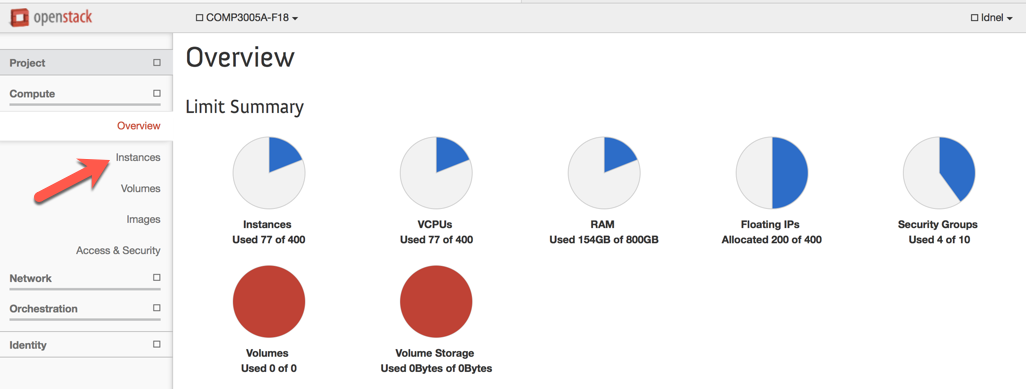 openstack
COMP3005A-F18
ldnel
Project
Compute
Overview
Instances
Volumes
Images
Access & Security
Network
Orchestration
Identity
Overview
Limit Summary
Instances
Used 77 of 400
VCPUs
Used 77 of 400
RAM
Used 154GB of 800GB
Floating IPs
Allocated 200 of 400
Security Groups
Used 4 of 10
Volumes
Used 0 of 0
Volume Storage
Used 0Bytes of 0Bytes